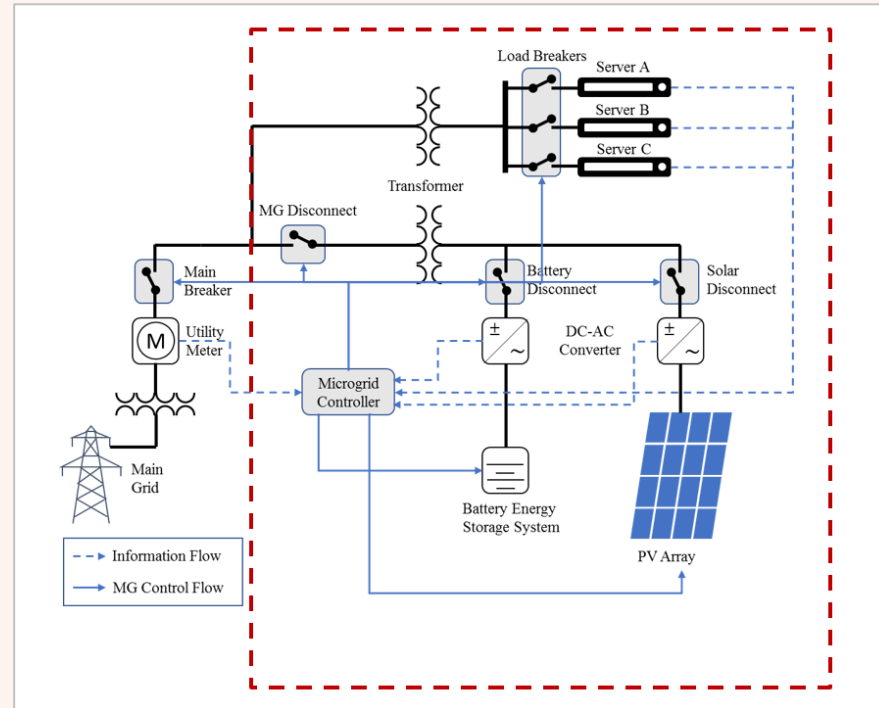 Load Breakers
Server A
Server B
Server C
Transformer
MG Disconnect
Main
Breaker
Battery
Disconnect
Solar
Disconnect
Utility
Meter
M
±
~
DC-AC
Converter
±
~
Microgrid
Controller
Main
Grid
Battery Energy
Storage System
PV Array
Information Flow
MG Control Flow